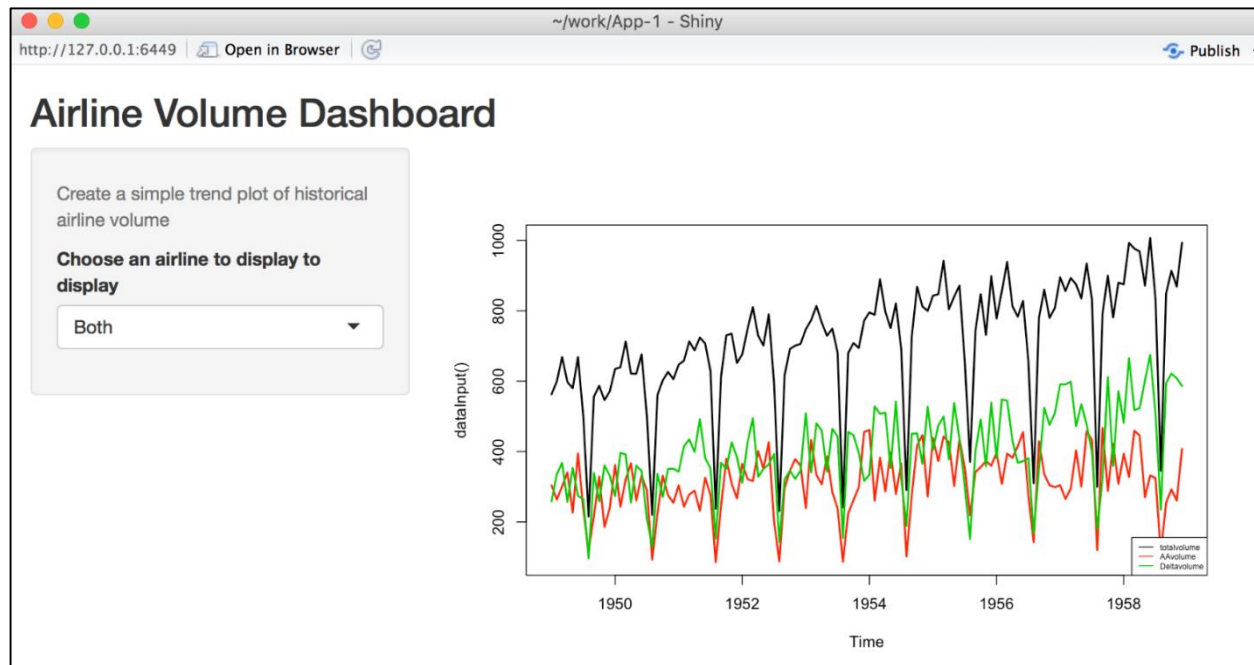 ~/work/App-1 - Shiny
http://127.0.0.1:6449 Open in Browser Publish
Airline Volume Dashboard
Create a simple trend plot of historical
airline volume
Choose an airline to display to
display
Both
dataInput()
1000
800
600
400
200
totalvolume
AAvolume
Deltavolume
1950 1952 1954 1956 1958
Time